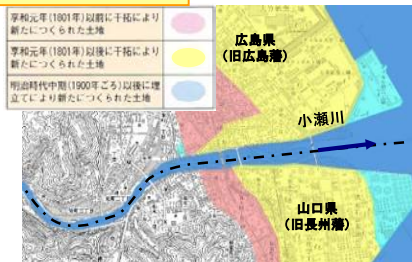 享和元年(1801年)以前に干拓により
新たにつくられた土地
享和元年(1801年)以後に干拓により
新たにつくられた土地
明治時代中期(1900年ごろ)以後に埋
立てにより新たにつくられた土地
広島県
(旧広島藩)
小瀬川
山口県
(旧長州藩)